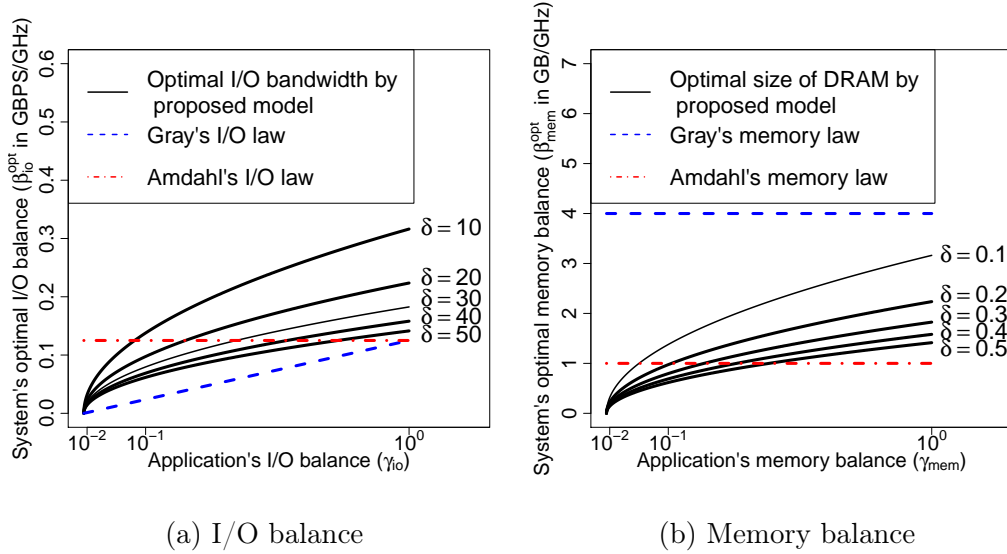 System's optimal I/O balance (β_io^opt in GBPS/GHz)
0.0 0.1 0.2 0.3 0.4 0.5 0.6
Optimal I/O bandwidth by
proposed model
Gray's I/O law
Amdahl's I/O law
δ = 10
δ = 20
δ = 30
δ = 40
δ = 50
10^−2 10^−1 10^0
Application's I/O balance (γ_io)
(a) I/O balance
System's optimal memory balance (β_mem^opt in GB/GHz)
0 1 2 3 4 5 6 7
Optimal size of DRAM by
proposed model
Gray's memory law
Amdahl's memory law
δ = 0.1
δ = 0.2
δ = 0.3
δ = 0.4
δ = 0.5
10^−2 10^−1 10^0
Application's memory balance (γ_mem)
(b) Memory balance